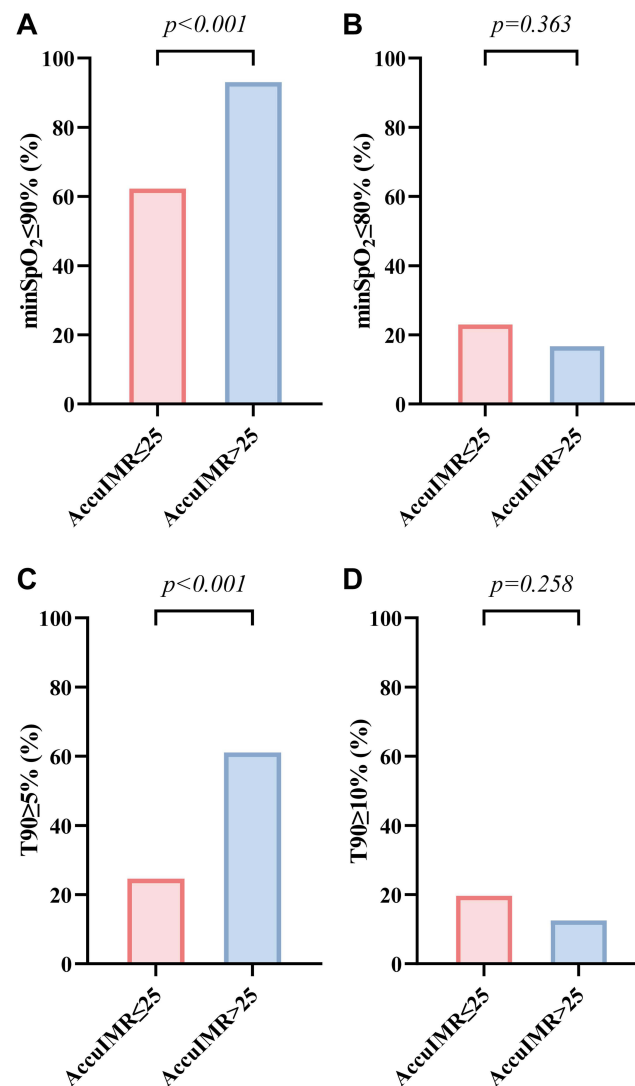 A
p<0.001
minSpO₂≤90% (%)
100
80
60
40
20
0
AccuIMR≤25
AccuIMR>25
B
p=0.363
minSpO₂≤80% (%)
100
80
60
40
20
0
AccuIMR≤25
AccuIMR>25
C
p<0.001
T90≥5% (%)
100
80
60
40
20
0
AccuIMR≤25
AccuIMR>25
D
p=0.258
T90≥10% (%)
100
80
60
40
20
0
AccuIMR≤25
AccuIMR>25